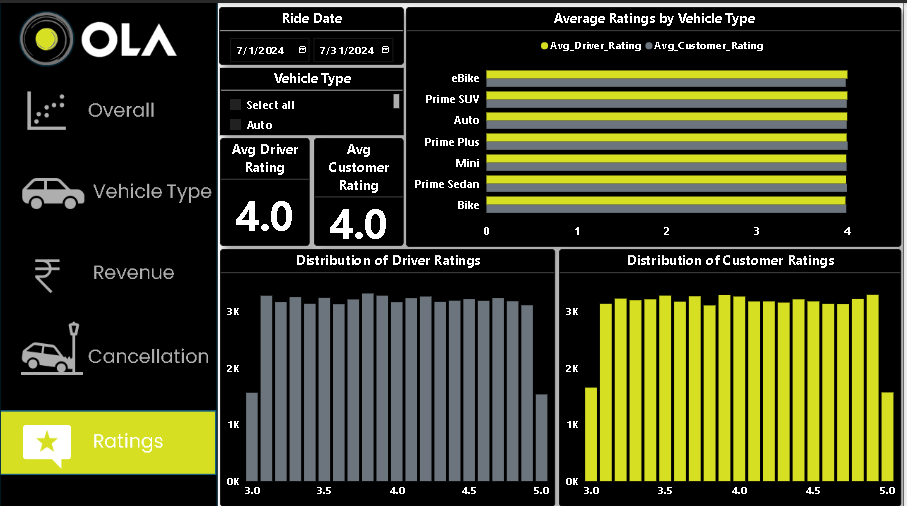 OLA
Overall
Vehicle Type
Revenue
Cancellation
Ratings
Ride Date
7/1/2024 7/31/2024
Vehicle Type
Select all
Auto
Avg Driver
Rating
4.0
Avg
Customer
Rating
4.0
Average Ratings by Vehicle Type
Avg_Driver_Rating Avg_Customer_Rating
eBike
Prime SUV
Auto
Prime Plus
Mini
Prime Sedan
Bike
0 1 2 3 4
Distribution of Driver Ratings
3K
2K
1K
0K
3.0 3.5 4.0 4.5 5.0
Distribution of Customer Ratings
3K
2K
1K
0K
3.0 3.5 4.0 4.5 5.0